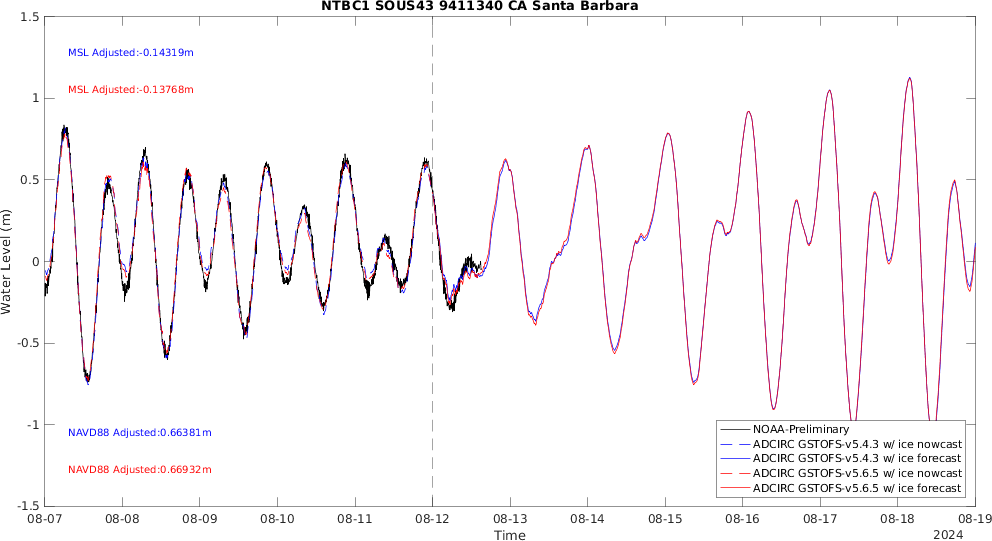 NTBC1 SOUS43 9411340 CA Santa Barbara
1.5
1
0.5
0
-0.5
-1
-1.5
Water Level (m)
MSL Adjusted:-0.14319m
MSL Adjusted:-0.13768m
NAVD88 Adjusted:0.66381m
NAVD88 Adjusted:0.66932m
NOAA-Preliminary
ADCIRC GSTOFS-v5.4.3 w/ ice nowcast
ADCIRC GSTOFS-v5.4.3 w/ ice forecast
ADCIRC GSTOFS-v5.6.5 w/ ice nowcast
ADCIRC GSTOFS-v5.6.5 w/ ice forecast
08-07 08-08 08-09 08-10 08-11 08-12 08-13 08-14 08-15 08-16 08-17 08-18 08-19
Time
2024